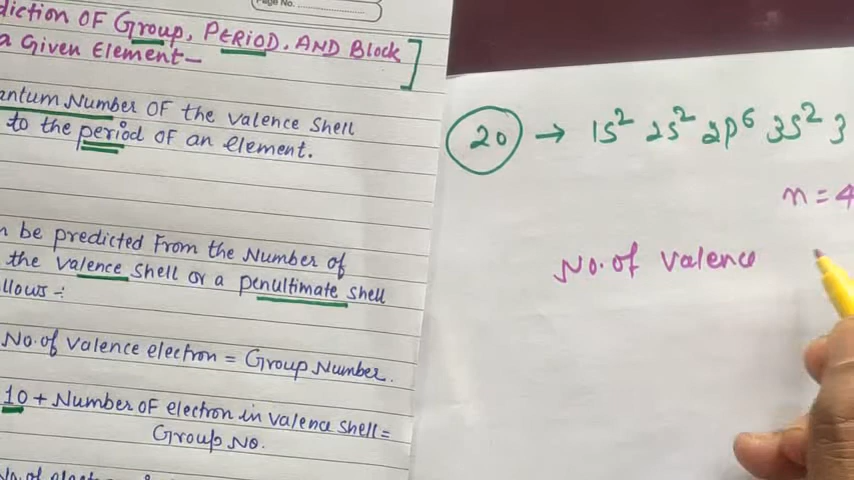 Page No.
diction OF Group, PERIOD, AND Block
a Given Element—
antum Number OF the valence shell
to the period OF an element.
n be predicted From the Number of
the valence shell or a penultimate shell
llows :-
No. of valence electron = Group Number.
10 + Number OF electron in valence shell =
Group No.
20 → 1s² 2s² 2p⁶ 3s² 3
n = 4
No. of valence